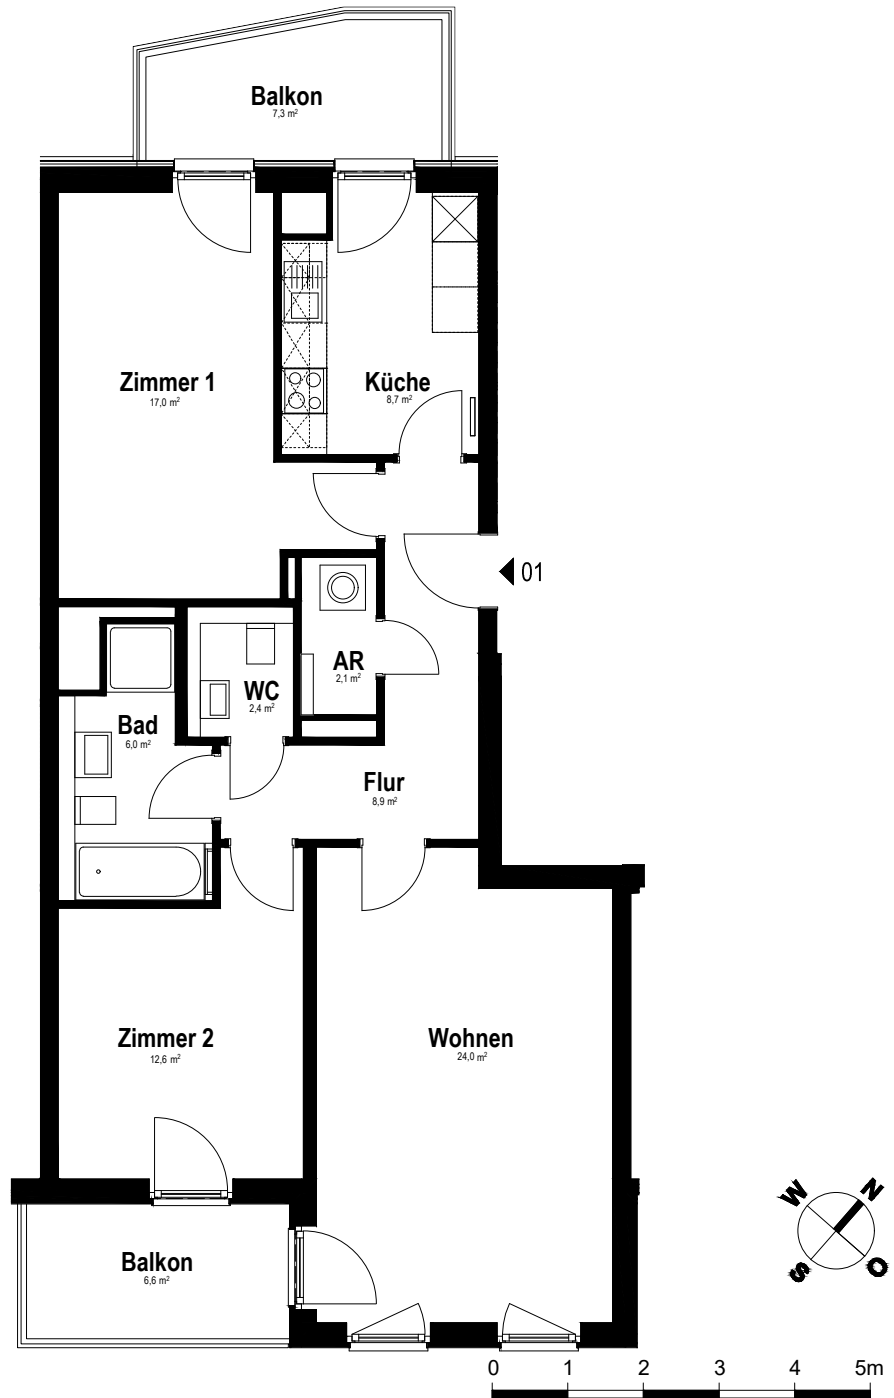 Balkon
7,3 m²
Zimmer 1
17,0 m²
Küche
8,7 m²
01
AR
2,1 m²
WC
2,4 m²
Bad
6,0 m²
Flur
8,9 m²
Zimmer 2
12,6 m²
Wohnen
24,0 m²
W N
S O
Balkon
6,6 m²
0 1 2 3 4 5m